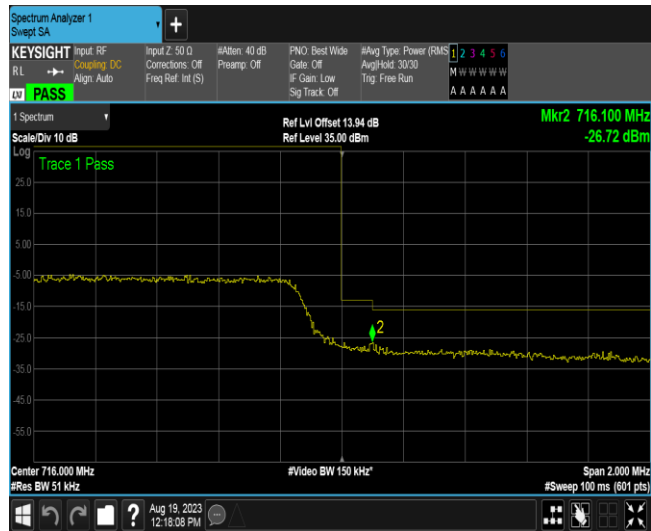 Spectrum Analyzer 1
Swept SA
KEYSIGHT
RL
LXI PASS
Input: RF
Coupling: DC
Align: Auto
Input Z: 50 Ω
Corrections: Off
Freq Ref: Int (S)
#Atten: 40 dB
Preamp: Off
PNO: Best Wide
Gate: Off
IF Gain: Low
Sig Track: Off
#Avg Type: Power (RMS
Avg|Hold: 30/30
Trig: Free Run
1 2 3 4 5 6
M W W W W W
A A A A A A
1 Spectrum
Scale/Div 10 dB
Ref Lvl Offset 13.94 dB
Ref Level 35.00 dBm
Mkr2 716.100 MHz
-26.72 dBm
Log
Trace 1 Pass
25.0
15.0
5.00
-5.00
-15.0
-25.0
-35.0
-45.0
-55.0
2
Center 716.000 MHz
#Res BW 51 kHz
#Video BW 150 kHz*
Span 2.000 MHz
#Sweep 100 ms (601 pts)
?
Aug 19, 2023
12:18:08 PM